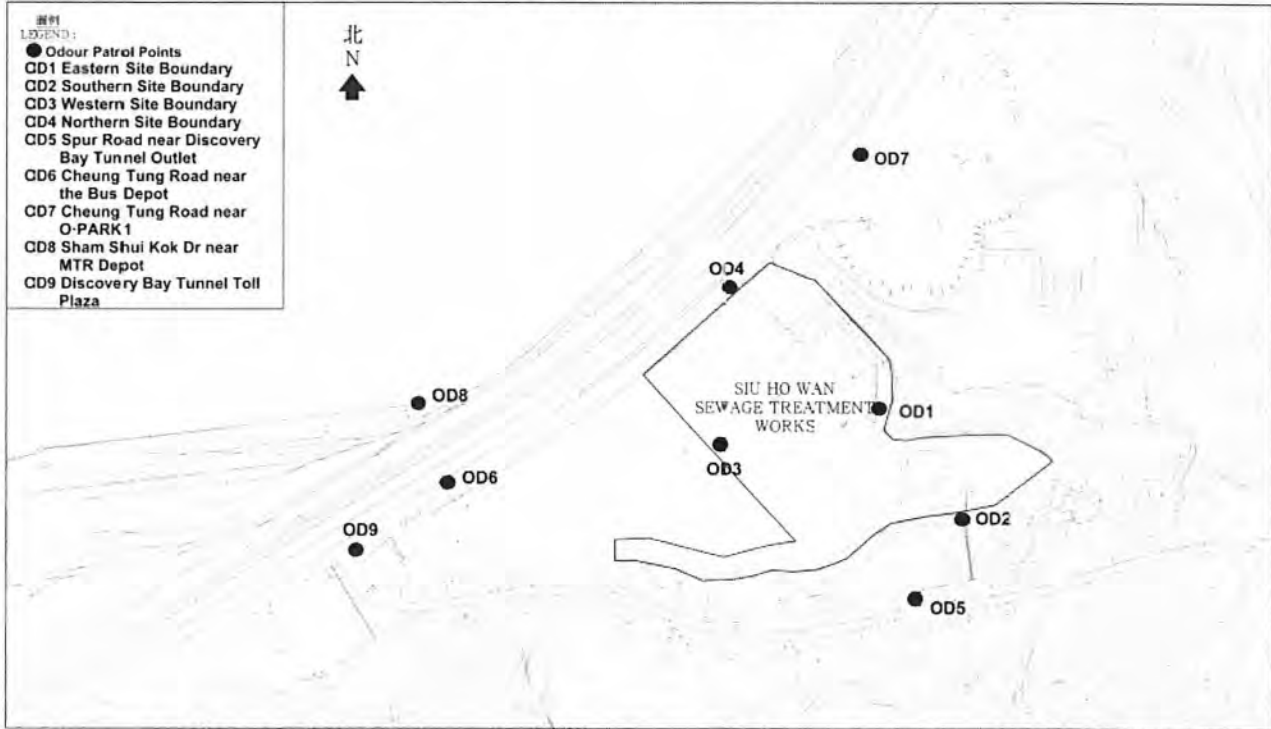 圖例
LEGEND:
Odour Patrol Points
OD1 Eastern Site Boundary
OD2 Southern Site Boundary
OD3 Western Site Boundary
OD4 Northern Site Boundary
OD5 Spur Road near Discovery
Bay Tunnel Outlet
OD6 Cheung Tung Road near
the Bus Depot
OD7 Cheung Tung Road near
O·PARK1
OD8 Sham Shui Kok Dr near
MTR Depot
OD9 Discovery Bay Tunnel Toll
Plaza
北
N
OD7
OD4
OD8
SIU HO WAN
SEWAGE TREATMENT
WORKS
OD1
OD3
OD6
OD2
OD9
OD5